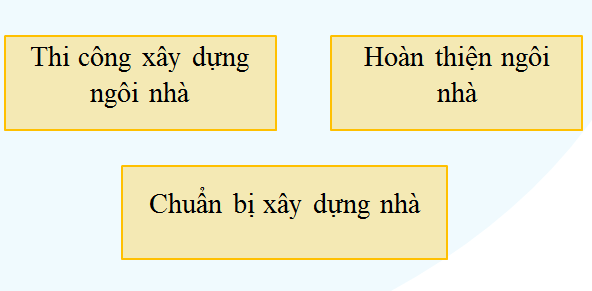 Thi công xây dựng
ngôi nhà
Hoàn thiện ngôi
nhà
Chuẩn bị xây dựng nhà